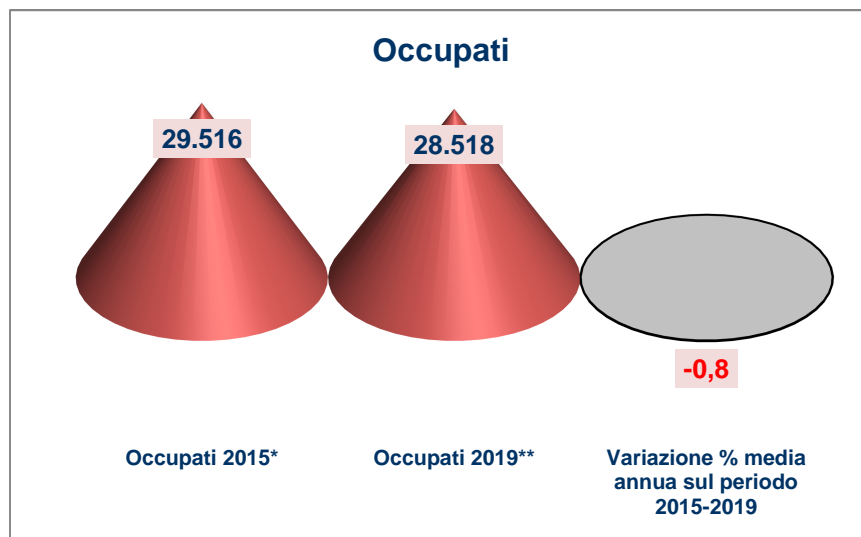 Occupati
29.516
28.518
-0,8
Occupati 2015*
Occupati 2019**
Variazione % media
annua sul periodo
2015-2019